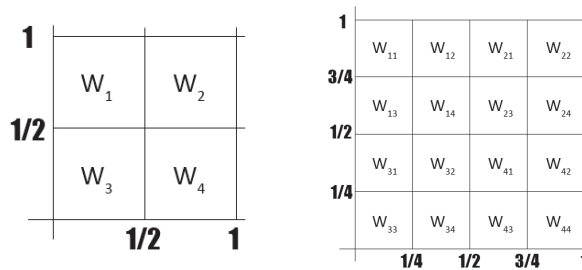 1
W₁ W₂
1/2
W₃ W₄
1/2 1
1
W₁₁ W₁₂ W₂₁ W₂₂
3/4
W₁₃ W₁₄ W₂₃ W₂₄
1/2
W₃₁ W₃₂ W₄₁ W₄₂
1/4
W₃₃ W₃₄ W₄₃ W₄₄
1/4 1/2 3/4